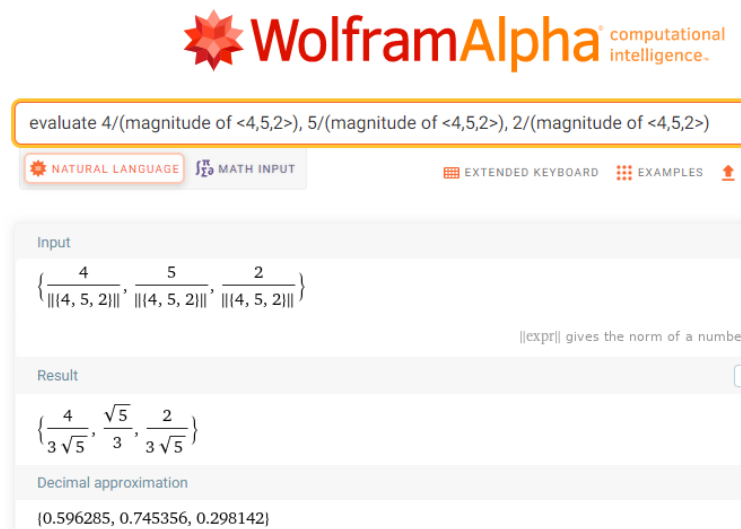 WolframAlpha computational intelligence™
evaluate 4/(magnitude of <4,5,2>), 5/(magnitude of <4,5,2>), 2/(magnitude of <4,5,2>)
NATURAL LANGUAGE ∫Σ∂π MATH INPUT EXTENDED KEYBOARD EXAMPLES
Input
{4/||{4, 5, 2}||, 5/||{4, 5, 2}||, 2/||{4, 5, 2}||}
||expr|| gives the norm of a numbe
Result
{4/(3√5), √5/3, 2/(3√5)}
Decimal approximation
{0.596285, 0.745356, 0.298142}